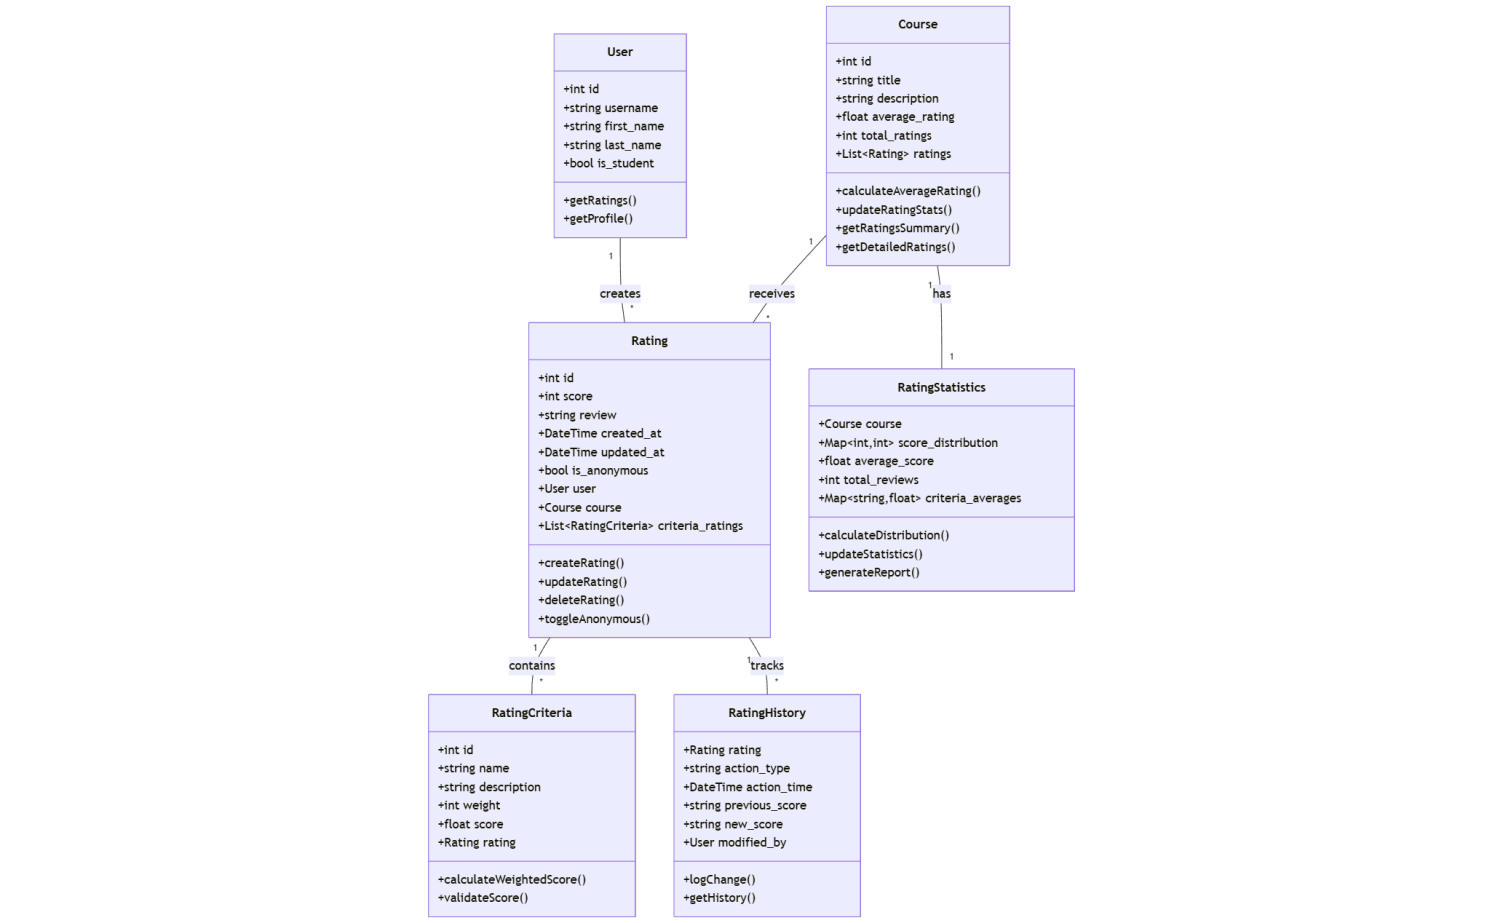 User
+int id
+string username
+string first_name
+string last_name
+bool is_student
+getRatings()
+getProfile()
Course
+int id
+string title
+string description
+float average_rating
+int total_ratings
+List<Rating> ratings
+calculateAverageRating()
+updateRatingStats()
+getRatingsSummary()
+getDetailedRatings()
1
creates
*
1
receives
*
1
has
1
Rating
+int id
+int score
+string review
+DateTime created_at
+DateTime updated_at
+bool is_anonymous
+User user
+Course course
+List<RatingCriteria> criteria_ratings
+createRating()
+updateRating()
+deleteRating()
+toggleAnonymous()
RatingStatistics
+Course course
+Map<int,int> score_distribution
+float average_score
+int total_reviews
+Map<string,float> criteria_averages
+calculateDistribution()
+updateStatistics()
+generateReport()
1
contains
*
1
tracks
*
RatingCriteria
+int id
+string name
+string description
+int weight
+float score
+Rating rating
+calculateWeightedScore()
+validateScore()
RatingHistory
+Rating rating
+string action_type
+DateTime action_time
+string previous_score
+string new_score
+User modified_by
+logChange()
+getHistory()